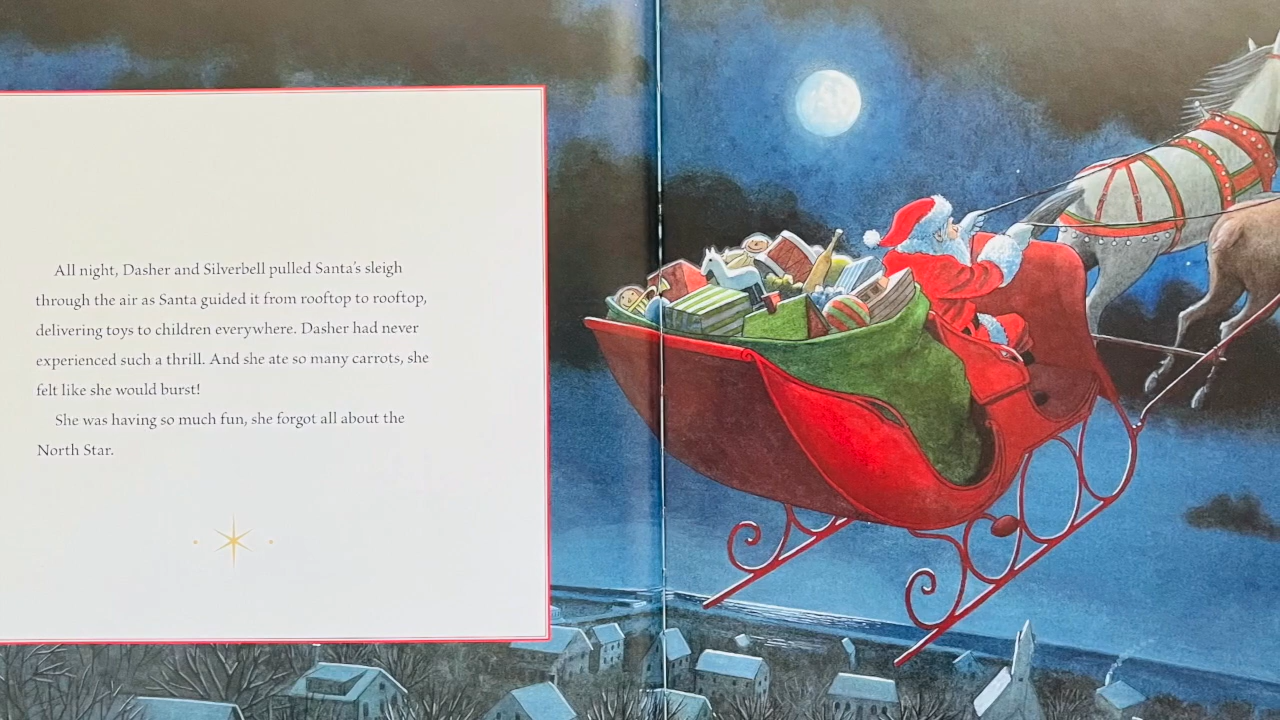 All night, Dasher and Silverbell pulled Santa's sleigh
through the air as Santa guided it from rooftop to rooftop,
delivering toys to children everywhere. Dasher had never
experienced such a thrill. And she ate so many carrots, she
felt like she would burst!
She was having so much fun, she forgot all about the
North Star.